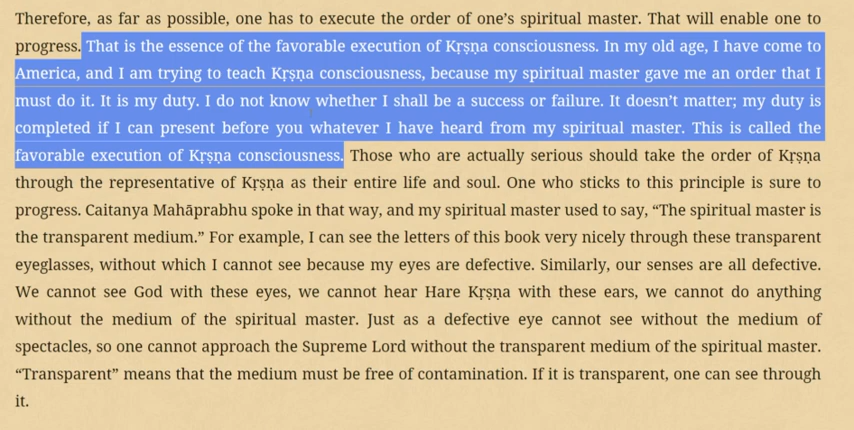 Therefore, as far as possible, one has to execute the order of one’s spiritual master. That will enable one to
progress. That is the essence of the favorable execution of Kṛṣṇa consciousness. In my old age, I have come to
America, and I am trying to teach Kṛṣṇa consciousness, because my spiritual master gave me an order that I
must do it. It is my duty. I do not know whether I shall be a success or failure. It doesn’t matter; my duty is
completed if I can present before you whatever I have heard from my spiritual master. This is called the
favorable execution of Kṛṣṇa consciousness. Those who are actually serious should take the order of Kṛṣṇa
through the representative of Kṛṣṇa as their entire life and soul. One who sticks to this principle is sure to
progress. Caitanya Mahāprabhu spoke in that way, and my spiritual master used to say, “The spiritual master is
the transparent medium.” For example, I can see the letters of this book very nicely through these transparent
eyeglasses, without which I cannot see because my eyes are defective. Similarly, our senses are all defective.
We cannot see God with these eyes, we cannot hear Hare Kṛṣṇa with these ears, we cannot do anything
without the medium of the spiritual master. Just as a defective eye cannot see without the medium of
spectacles, so one cannot approach the Supreme Lord without the transparent medium of the spiritual master.
“Transparent” means that the medium must be free of contamination. If it is transparent, one can see through
it.